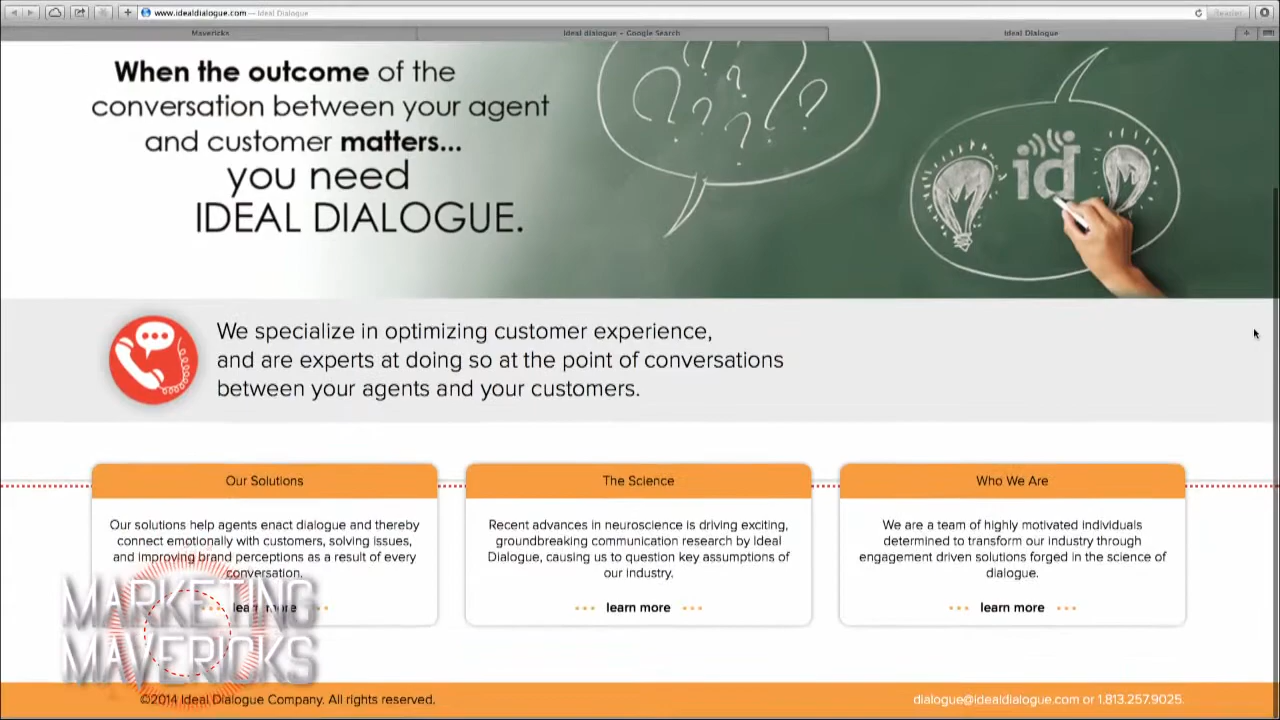 www.idealdialogue.com — Ideal Dialogue
Reader
Mavericks
Ideal dialogue - Google Search
Ideal Dialogue
When the outcome of the
conversation between your agent
and customer matters...
you need
IDEAL DIALOGUE.
id
We specialize in optimizing customer experience,
and are experts at doing so at the point of conversations
between your agents and your customers.
Our Solutions
Our solutions help agents enact dialogue and thereby
connect emotionally with customers, solving issues,
and improving brand perceptions as a result of every
conversation.
learn more
The Science
Recent advances in neuroscience is driving exciting,
groundbreaking communication research by Ideal
Dialogue, causing us to question key assumptions of
our industry.
learn more
Who We Are
We are a team of highly motivated individuals
determined to transform our industry through
engagement driven solutions forged in the science of
dialogue.
learn more
MARKETING
MAVERICKS
©2014 Ideal Dialogue Company. All rights reserved.
dialogue@idealdialogue.com or 1.813.257.9025.